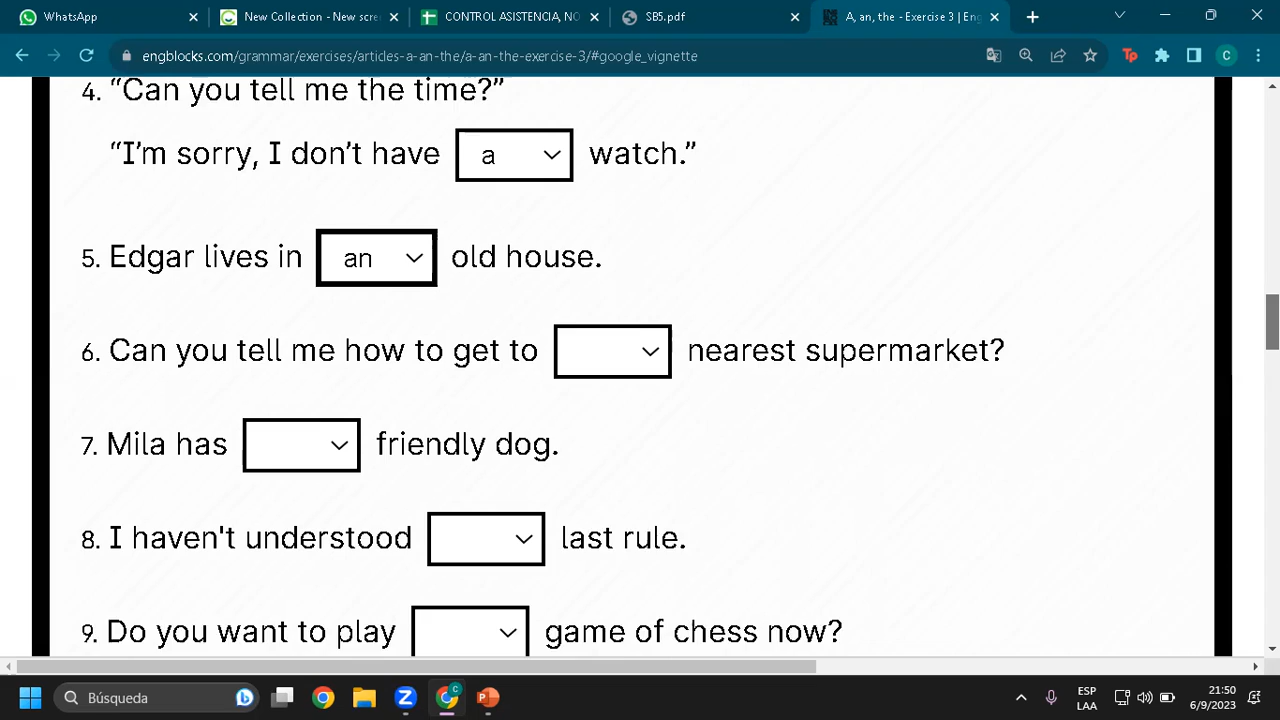 WhatsApp
New Collection - New scre
CONTROL ASISTENCIA, NO
SB5.pdf
A, an, the - Exercise 3 | Eng
engblocks.com/grammar/exercises/articles-a-an-the/a-an-the-exercise-3/#google_vignette
4. “Can you tell me the time?”
“I’m sorry, I don’t have a watch.”
5. Edgar lives in an old house.
6. Can you tell me how to get to nearest supermarket?
7. Mila has friendly dog.
8. I haven't understood last rule.
9. Do you want to play game of chess now?
Búsqueda
ESP
LAA
21:50
6/9/2023